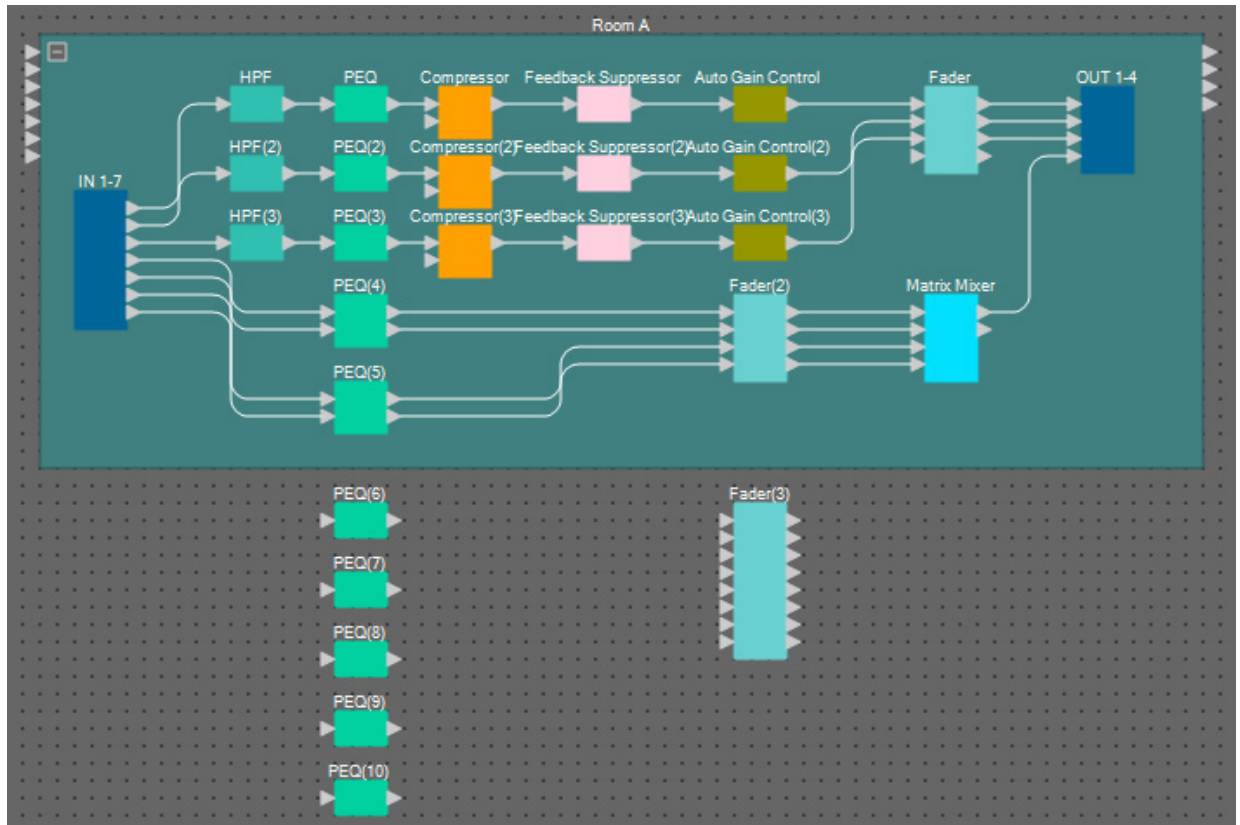 Room A
HPF PEQ Compressor Feedback Suppressor Auto Gain Control Fader OUT 1-4
HPF(2) PEQ(2) Compressor(2) Feedback Suppressor(2) Auto Gain Control(2)
IN 1-7
HPF(3) PEQ(3) Compressor(3) Feedback Suppressor(3) Auto Gain Control(3)
PEQ(4) Fader(2) Matrix Mixer
PEQ(5)
PEQ(6) Fader(3)
PEQ(7)
PEQ(8)
PEQ(9)
PEQ(10)